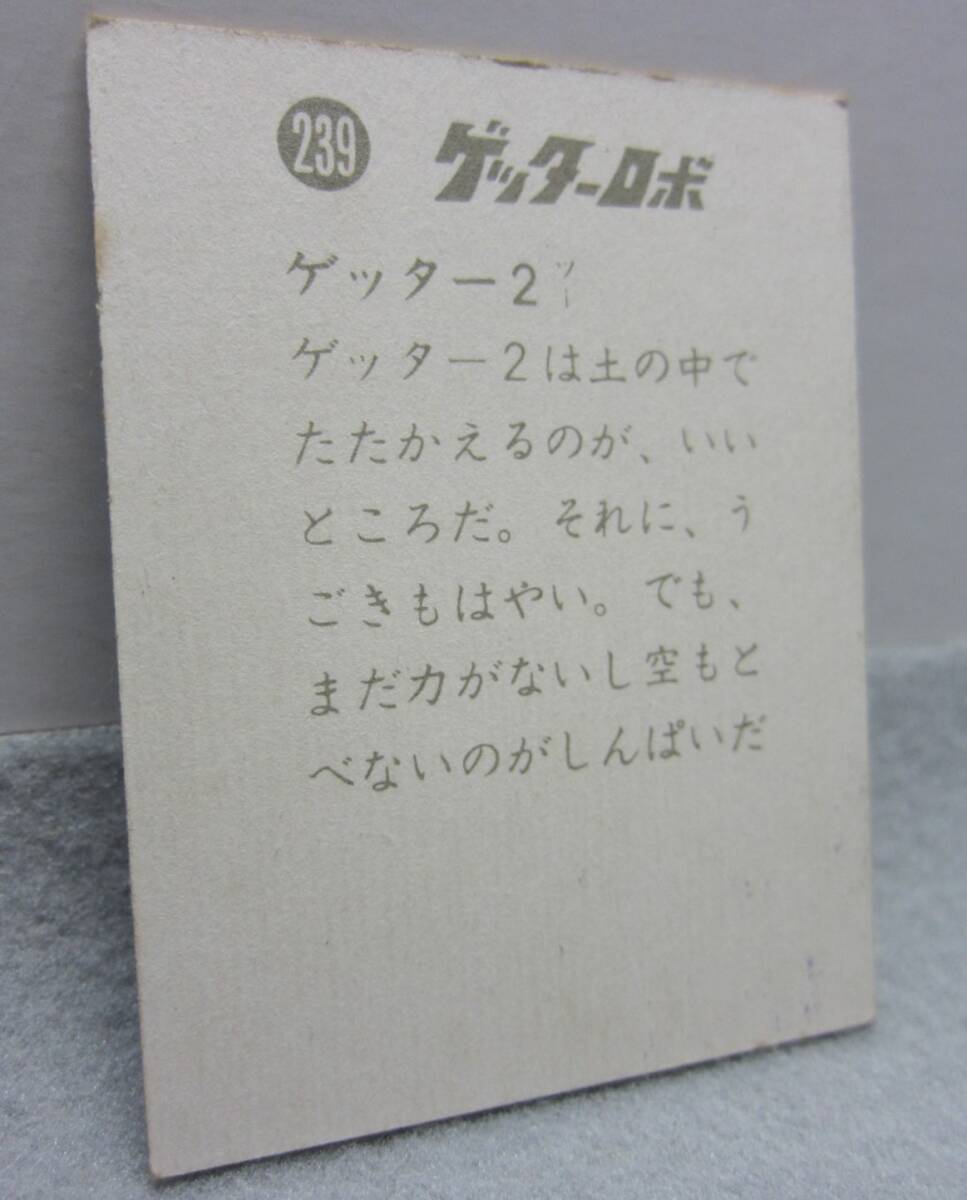 239 ゲッターロボ
ゲッター2
ゲッター2は土の中で
たたかえるのが、いい
ところだ。それに、う
ごきもはやい。でも、
まだ力がないし空もと
べないのがしんぱいだ